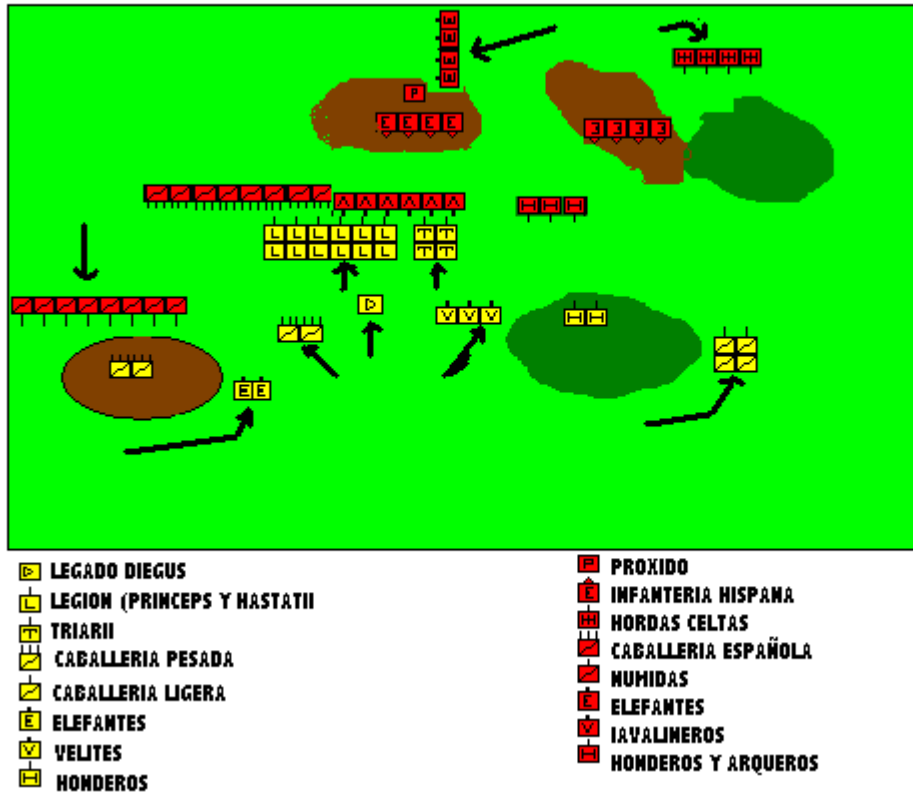 LEGADO DIEGUS
LEGION (PRINCEPS Y HASTATII
TRIARII
CABALLERIA PESADA
CABALLERIA LIGERA
ELEFANTES
VELITES
HONDEROS
PROXIDO
INFANTERIA HISPANA
HORDAS CELTAS
CABALLERIA ESPAÑOLA
NUMIDAS
ELEFANTES
IAVALINEROS
HONDEROS Y ARQUEROS